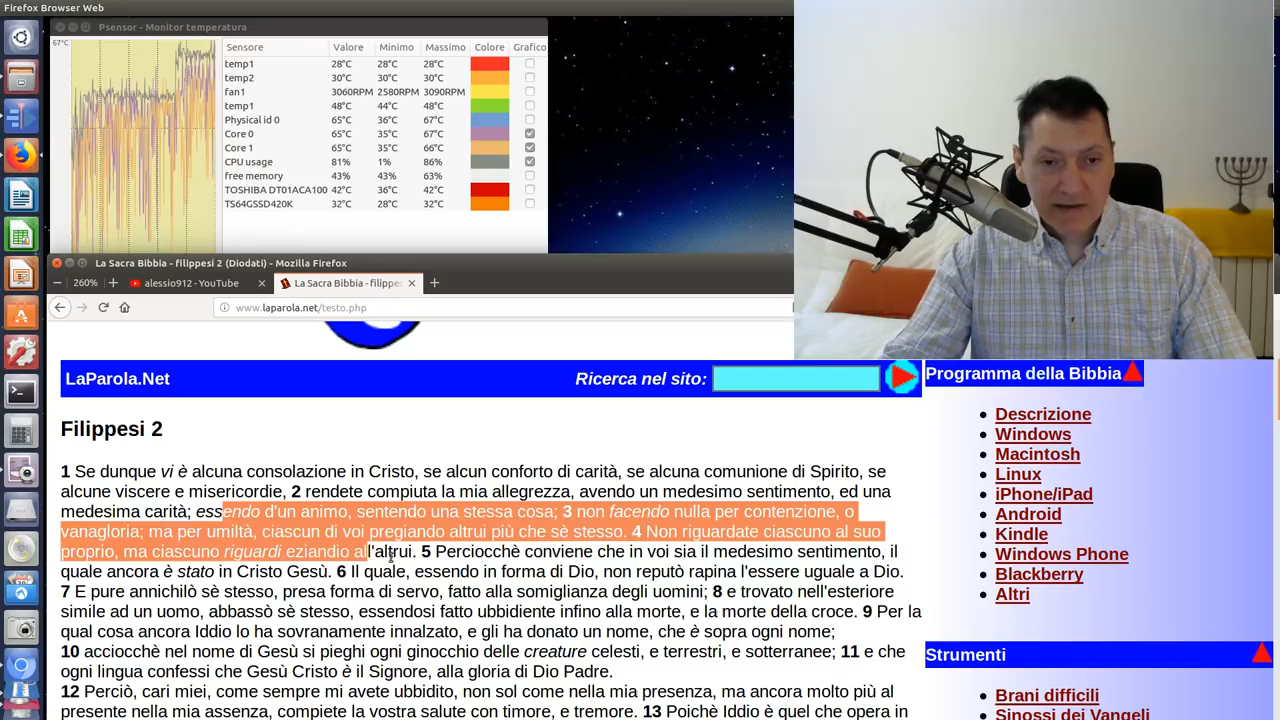 Firefox Browser Web
Psensor - Monitor temperatura
67°C
Sensore Valore Minimo Massimo Colore Grafico
temp1 28°C 28°C 28°C
temp2 30°C 30°C 30°C
fan1 3060RPM 2580RPM 3090RPM
temp1 48°C 44°C 48°C
Physical id 0 65°C 36°C 67°C
Core 0 65°C 35°C 67°C
Core 1 65°C 35°C 66°C
CPU usage 81% 1% 86%
free memory 43% 43% 63%
TOSHIBA DT01ACA100 42°C 36°C 42°C
TS64GSSD420K 32°C 28°C 32°C
La Sacra Bibbia - filippesi 2 (Diodati) - Mozilla Firefox
260% alessio912 - YouTube La Sacra Bibbia - filippe
www.laparola.net/testo.php
LaParola.Net Ricerca nel sito:
Filippesi 2
1 Se dunque vi è alcuna consolazione in Cristo, se alcun conforto di carità, se alcuna comunione di Spirito, se
alcune viscere e misericordie, 2 rendete compiuta la mia allegrezza, avendo un medesimo sentimento, ed una
medesima carità; essendo d'un animo, sentendo una stessa cosa; 3 non facendo nulla per contenzione, o
vanagloria; ma per umiltà, ciascun di voi pregiando altrui più che sè stesso. 4 Non riguardate ciascuno al suo
proprio, ma ciascuno riguardi eziandio all'altrui. 5 Perciocchè conviene che in voi sia il medesimo sentimento, il
quale ancora è stato in Cristo Gesù. 6 Il quale, essendo in forma di Dio, non reputò rapina l'essere uguale a Dio.
7 E pure annichilò sè stesso, presa forma di servo, fatto alla somiglianza degli uomini; 8 e trovato nell'esteriore
simile ad un uomo, abbassò sè stesso, essendosi fatto ubbidiente infino alla morte, e la morte della croce. 9 Per la
qual cosa ancora Iddio lo ha sovranamente innalzato, e gli ha donato un nome, che è sopra ogni nome;
10 acciocchè nel nome di Gesù si pieghi ogni ginocchio delle creature celesti, e terrestri, e sotterranee; 11 e che
ogni lingua confessi che Gesù Cristo è il Signore, alla gloria di Dio Padre.
12 Perciò, cari miei, come sempre mi avete ubbidito, non sol come nella mia presenza, ma ancora molto più al
presente nella mia assenza, compiete la vostra salute con timore, e tremore. 13 Poichè Iddio è quel che opera in
Programma della Bibbia
Descrizione
Windows
Macintosh
Linux
iPhone/iPad
Android
Kindle
Windows Phone
Blackberry
Altri
Strumenti
Brani difficili
Sinossi dei Vangeli